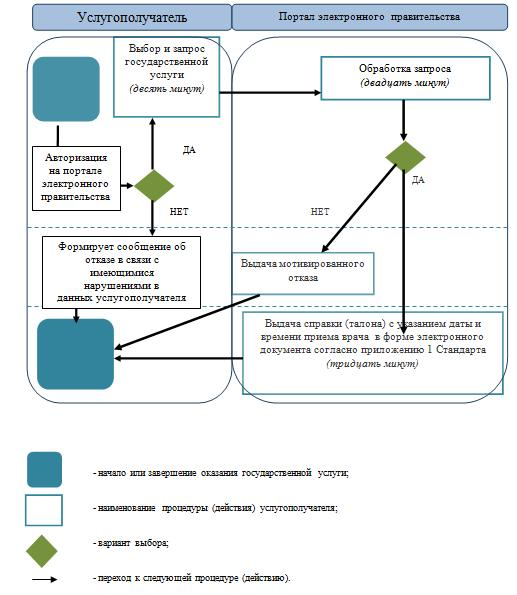 Услугополучатель
Портал электронного правительства
Выбор и запрос
государственной
услуги
(десять минут)
Обработка запроса
(двадцать минут)
ДА
ДА
Авторизация
на портале
электронного
правительства
НЕТ
НЕТ
Формирует сообщение об
отказе в связи с
имеющимися
нарушениями в
данных услугополучателя
Выдача мотивированного
отказа
Выдача справки (талона) с указанием даты и
времени приема врача в форме электронного
документа согласно приложению 1 Стандарта
(тридцать минут)
- начало или завершение оказания государственной услуги;
- наименование процедуры (действия) услугополучателя;
- вариант выбора;
- переход к следующей процедуре (действию).